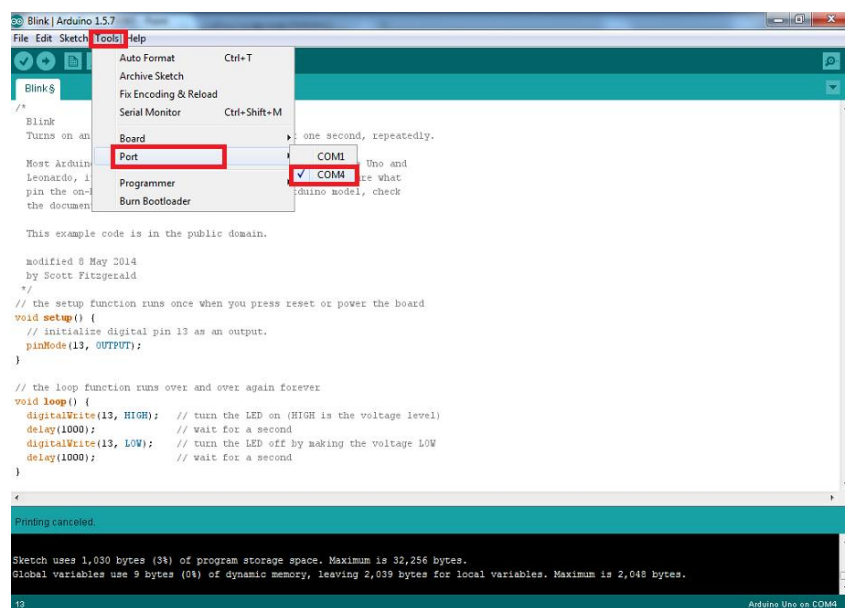 Blink | Arduino 1.5.7
File Edit Sketch Tools Help
Auto Format Ctrl+T
Archive Sketch
Fix Encoding & Reload
Serial Monitor Ctrl+Shift+M
Board
Port
Programmer
Burn Bootloader
COM1
✓ COM4
Blink §
/*
Blink
Turns on an one second, repeatedly.
Most Arduin Uno and
Leonardo, i re what
pin the on- rduino model, check
the documen
This example code is in the public domain.
modified 8 May 2014
by Scott Fitzgerald
*/
// the setup function runs once when you press reset or power the board
void setup() {
// initialize digital pin 13 as an output.
pinMode(13, OUTPUT);
}
// the loop function runs over and over again forever
void loop() {
digitalWrite(13, HIGH); // turn the LED on (HIGH is the voltage level)
delay(1000); // wait for a second
digitalWrite(13, LOW); // turn the LED off by making the voltage LOW
delay(1000); // wait for a second
}
Printing canceled.
Sketch uses 1,030 bytes (3%) of program storage space. Maximum is 32,256 bytes.
Global variables use 9 bytes (0%) of dynamic memory, leaving 2,039 bytes for local variables. Maximum is 2,048 bytes.
13 Arduino Uno on COM4